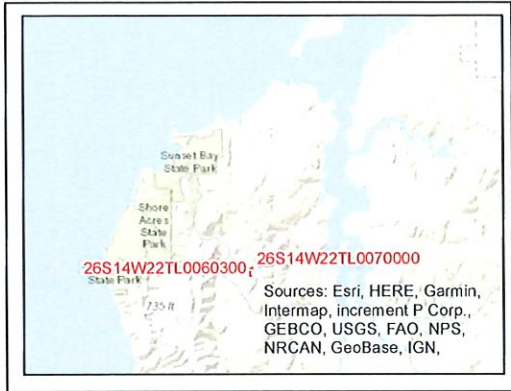 Sunset Bay
State Park
Shore
Acres
State
Park
26S14W22TL0060300
26S14W22TL0070000
State Park
735 ft
Sources: Esri, HERE, Garmin,
Intermap, increment P Corp.,
GEBCO, USGS, FAO, NPS,
NRCAN, GeoBase, IGN,